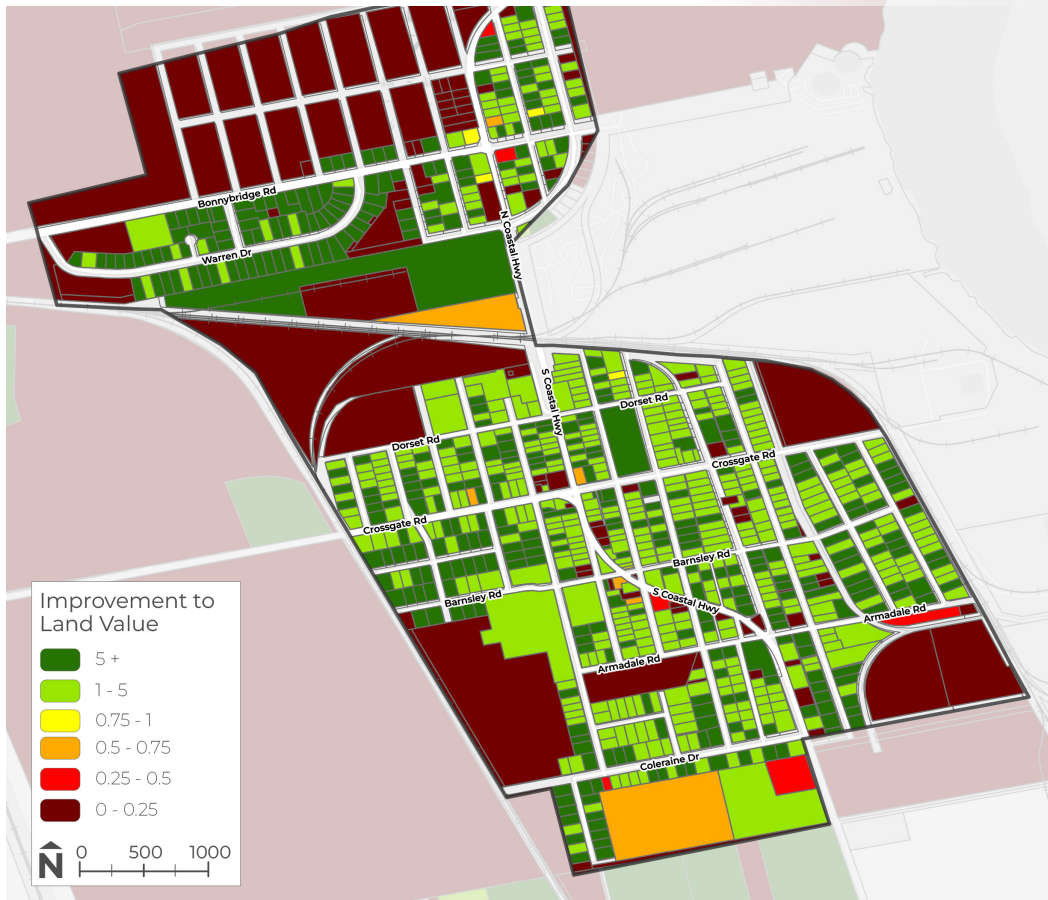 Bonnybridge Rd
Warren Dr
N Coastal Hwy
S Coastal Hwy
Dorset Rd
Dorset Rd
Crossgate Rd
Crossgate Rd
Barnsley Rd
Barnsley Rd
S Coastal Hwy
Armadale Rd
Armadale Rd
Coleraine Dr
Improvement to
Land Value
5 +
1 - 5
0.75 - 1
0.5 - 0.75
0.25 - 0.5
0 - 0.25
N
0 500 1000